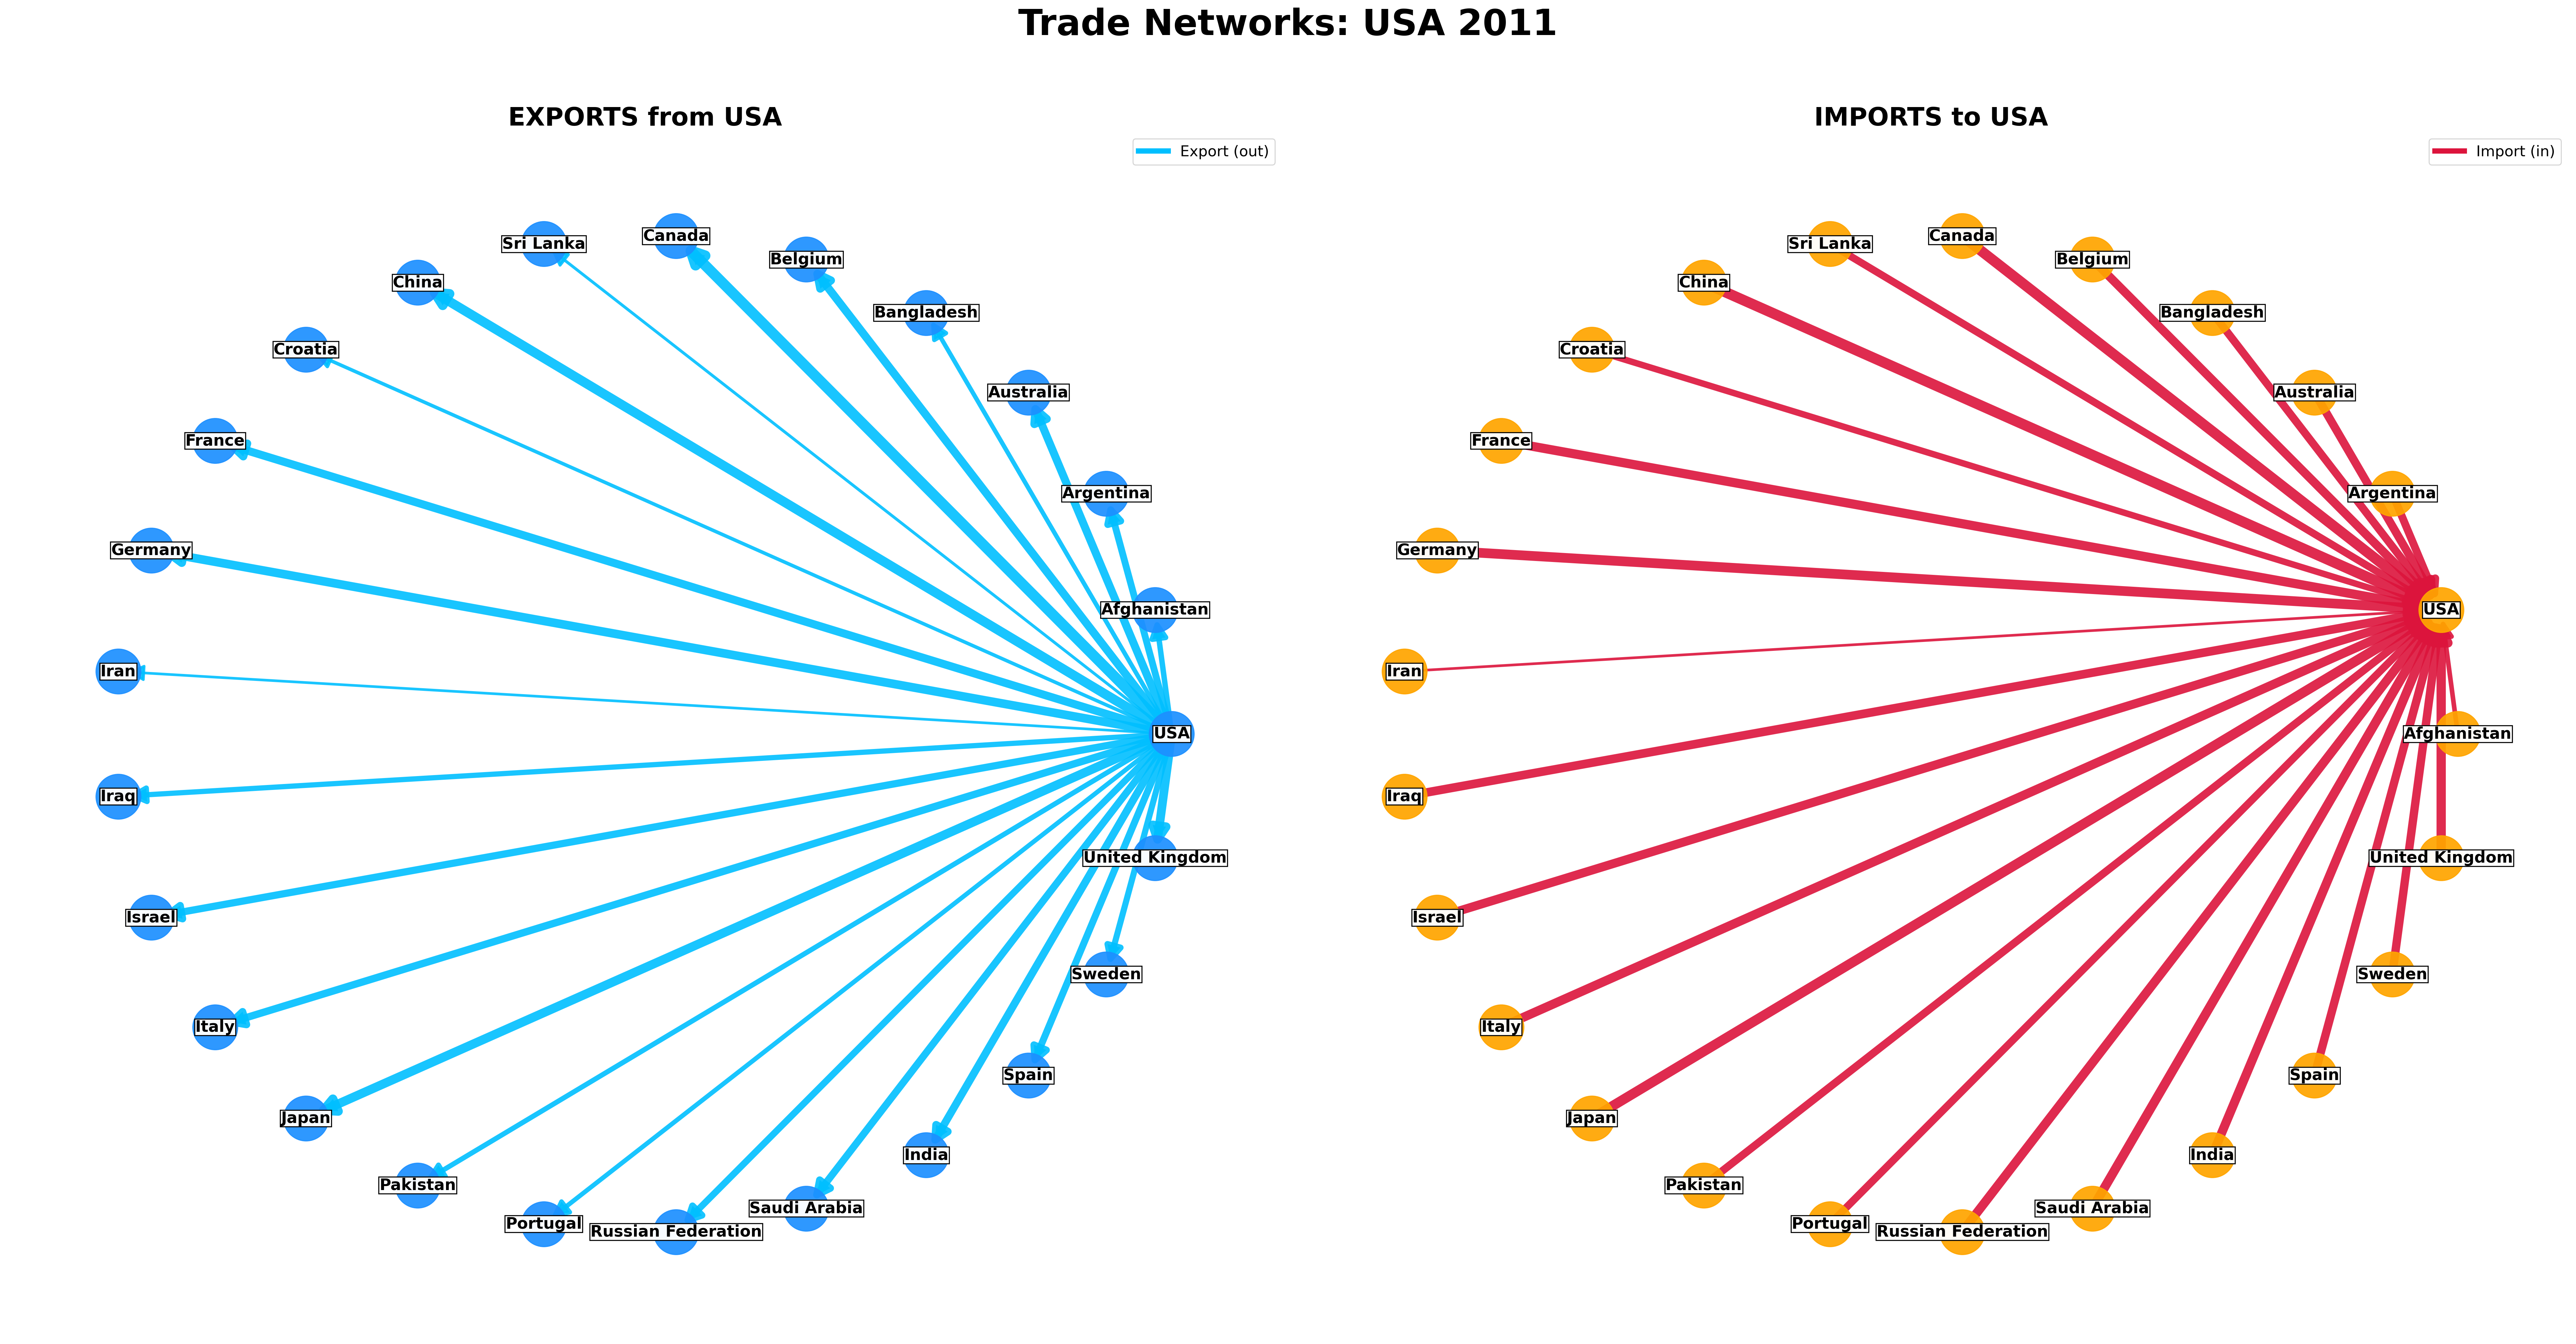 Trade Networks: USA 2011
EXPORTS from USA
Export (out)
Canada
Sri Lanka
Belgium
China
Bangladesh
Croatia
Australia
France
Argentina
Germany
Afghanistan
Iran
USA
Iraq
United Kingdom
Israel
Sweden
Italy
Spain
Japan
India
Pakistan
Saudi Arabia
Portugal
Russian Federation
IMPORTS to USA
Import (in)
Canada
Sri Lanka
Belgium
China
Bangladesh
Croatia
Australia
France
Argentina
Germany
USA
Iran
Afghanistan
Iraq
United Kingdom
Israel
Sweden
Italy
Spain
Japan
India
Pakistan
Saudi Arabia
Portugal
Russian Federation